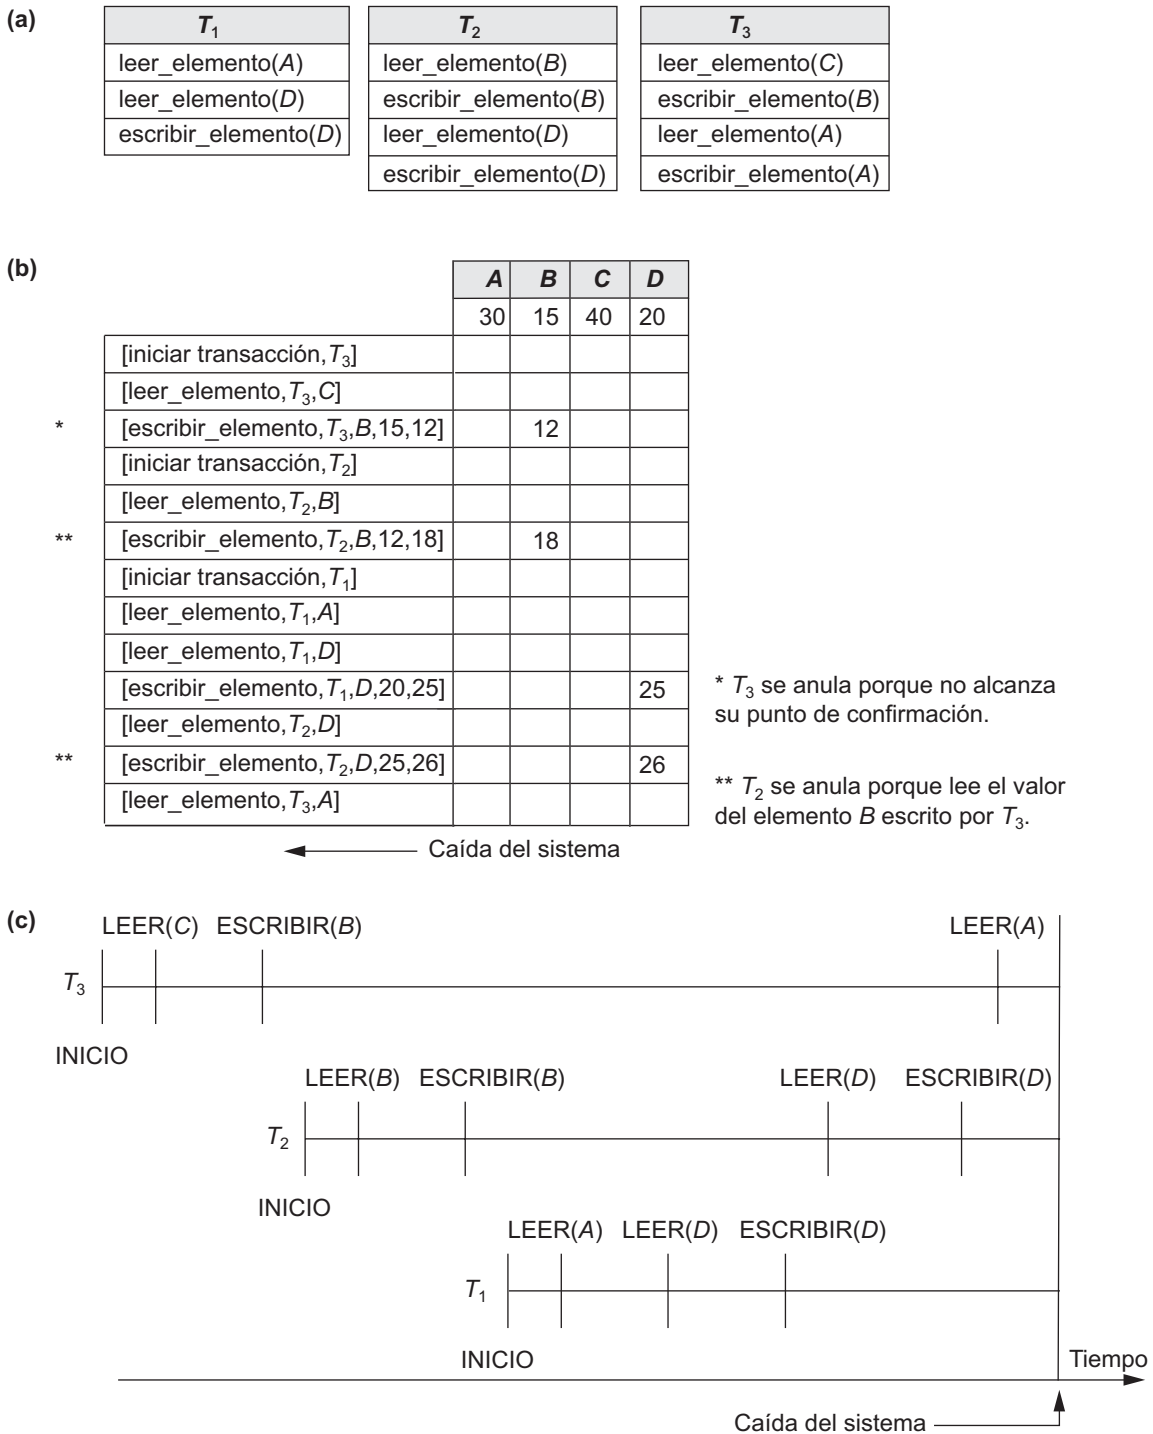 (a)
T1 T2 T3
leer_elemento(A) leer_elemento(B) leer_elemento(C)
leer_elemento(D) escribir_elemento(B) escribir_elemento(B)
escribir_elemento(D) leer_elemento(D) leer_elemento(A)
escribir_elemento(D) escribir_elemento(A)
(b)
A B C D
30 15 40 20
[iniciar transacción,T3]
[leer_elemento,T3,C]
* [escribir_elemento,T3,B,15,12] 12
[iniciar transacción,T2]
[leer_elemento,T2,B]
** [escribir_elemento,T2,B,12,18] 18
[iniciar transacción,T1]
[leer_elemento,T1,A]
[leer_elemento,T1,D]
[escribir_elemento,T1,D,20,25] 25
[leer_elemento,T2,D]
** [escribir_elemento,T2,D,25,26] 26
[leer_elemento,T3,A]
* T3 se anula porque no alcanza
su punto de confirmación.
** T2 se anula porque lee el valor
del elemento B escrito por T3.
Caída del sistema
(c)
LEER(C) ESCRIBIR(B) LEER(A)
T3
INICIO
LEER(B) ESCRIBIR(B) LEER(D) ESCRIBIR(D)
T2
INICIO
LEER(A) LEER(D) ESCRIBIR(D)
T1
INICIO
Tiempo
Caída del sistema